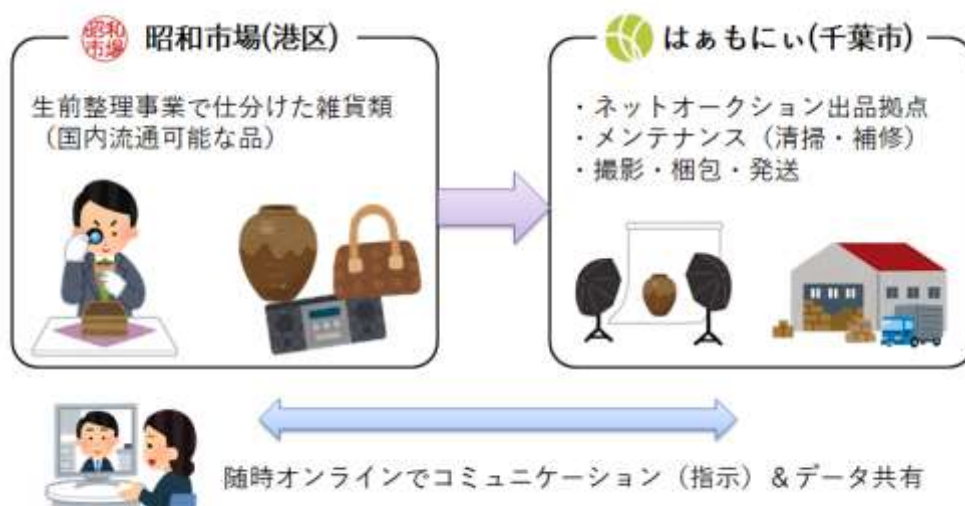 昭和市場
昭和市場(港区)
生前整理事業で仕分けた雑貨類
（国内流通可能な品）
はぁもにぃ(千葉市)
・ネットオークション出品拠点
・メンテナンス（清掃・補修）
・撮影・梱包・発送
随時オンラインでコミュニケーション（指示）＆データ共有